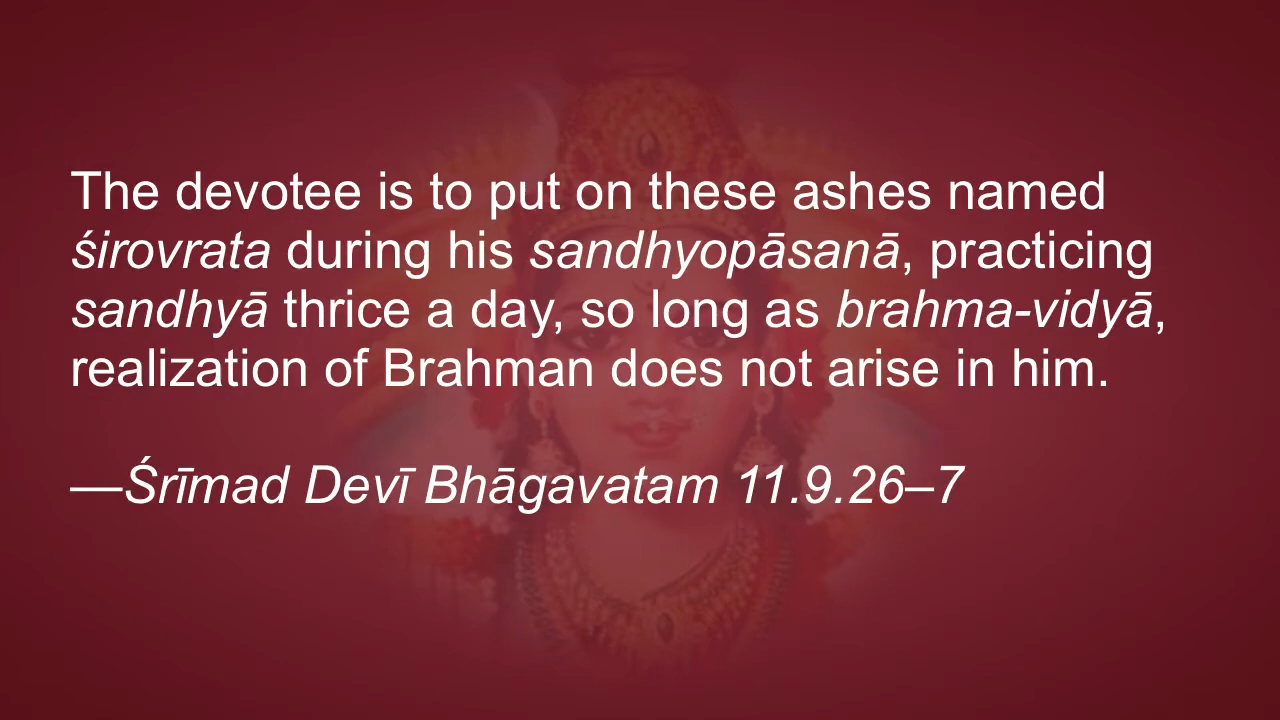 The devotee is to put on these ashes named
śirovrata during his sandhyopāsanā, practicing
sandhyā thrice a day, so long as brahma-vidyā,
realization of Brahman does not arise in him.
—Śrīmad Devī Bhāgavatam 11.9.26–7